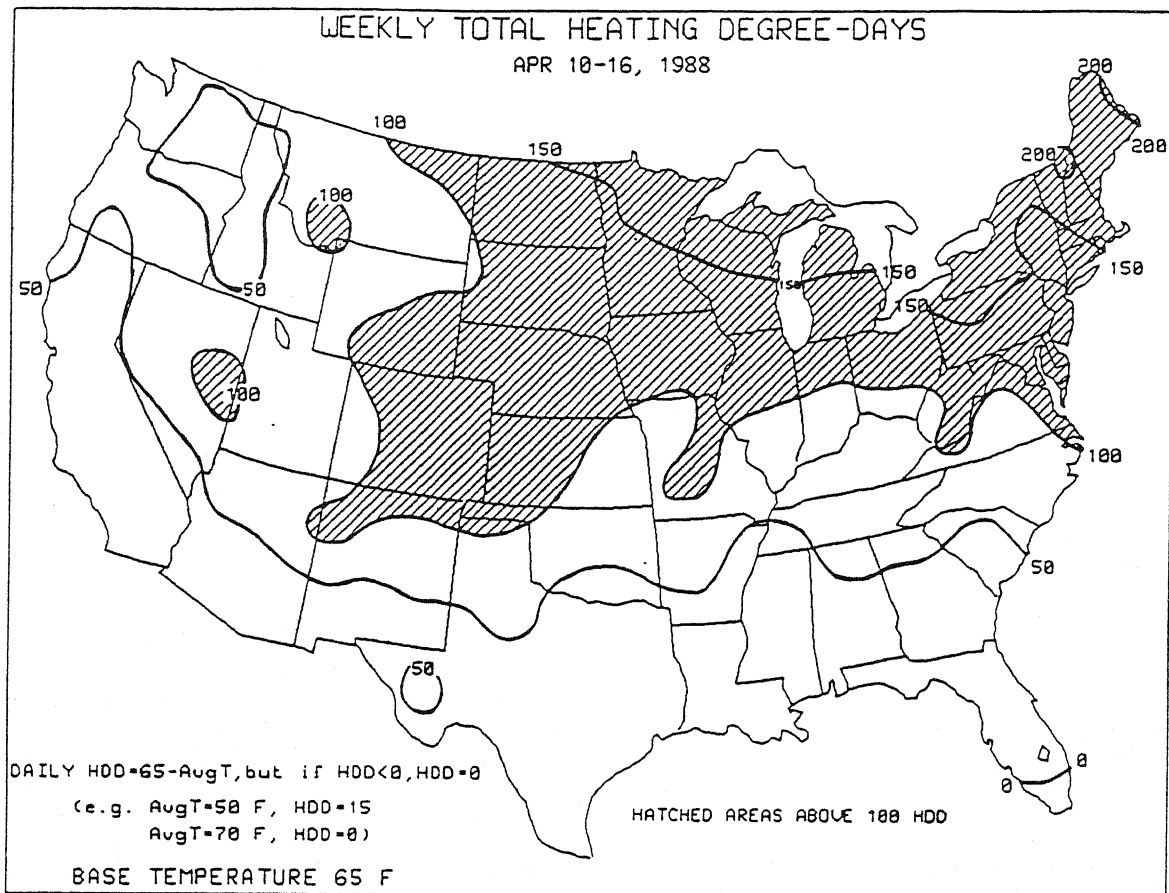 WEEKLY TOTAL HEATING DEGREE-DAYS
APR 10-16, 1988
200
100
150
200
200
100
50
50
150
150
150
150
100
100
50
50
0
0
DAILY HDD=65-AvgT,but if HDD<0,HDD=0
(e.g. AvgT=50 F, HDD=15
AvgT=70 F, HDD=0)
HATCHED AREAS ABOVE 100 HDD
BASE TEMPERATURE 65 F